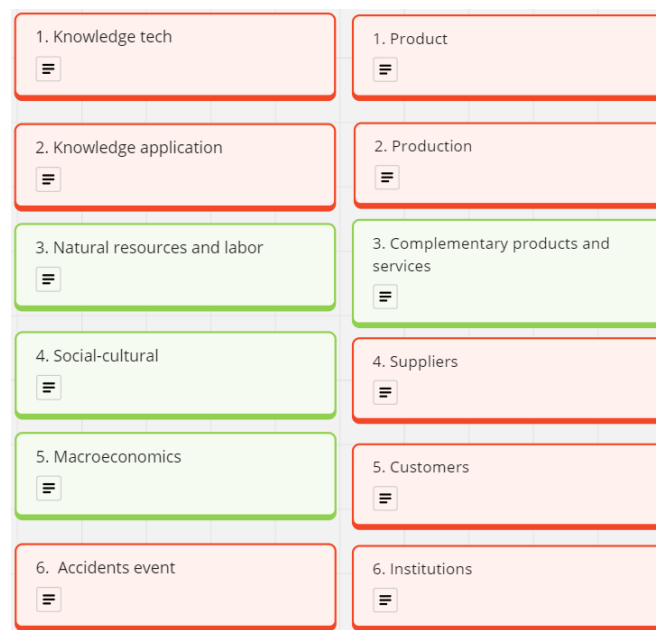 1. Knowledge tech
2. Knowledge application
3. Natural resources and labor
4. Social-cultural
5. Macroeconomics
6. Accidents event
1. Product
2. Production
3. Complementary products and
services
4. Suppliers
5. Customers
6. Institutions